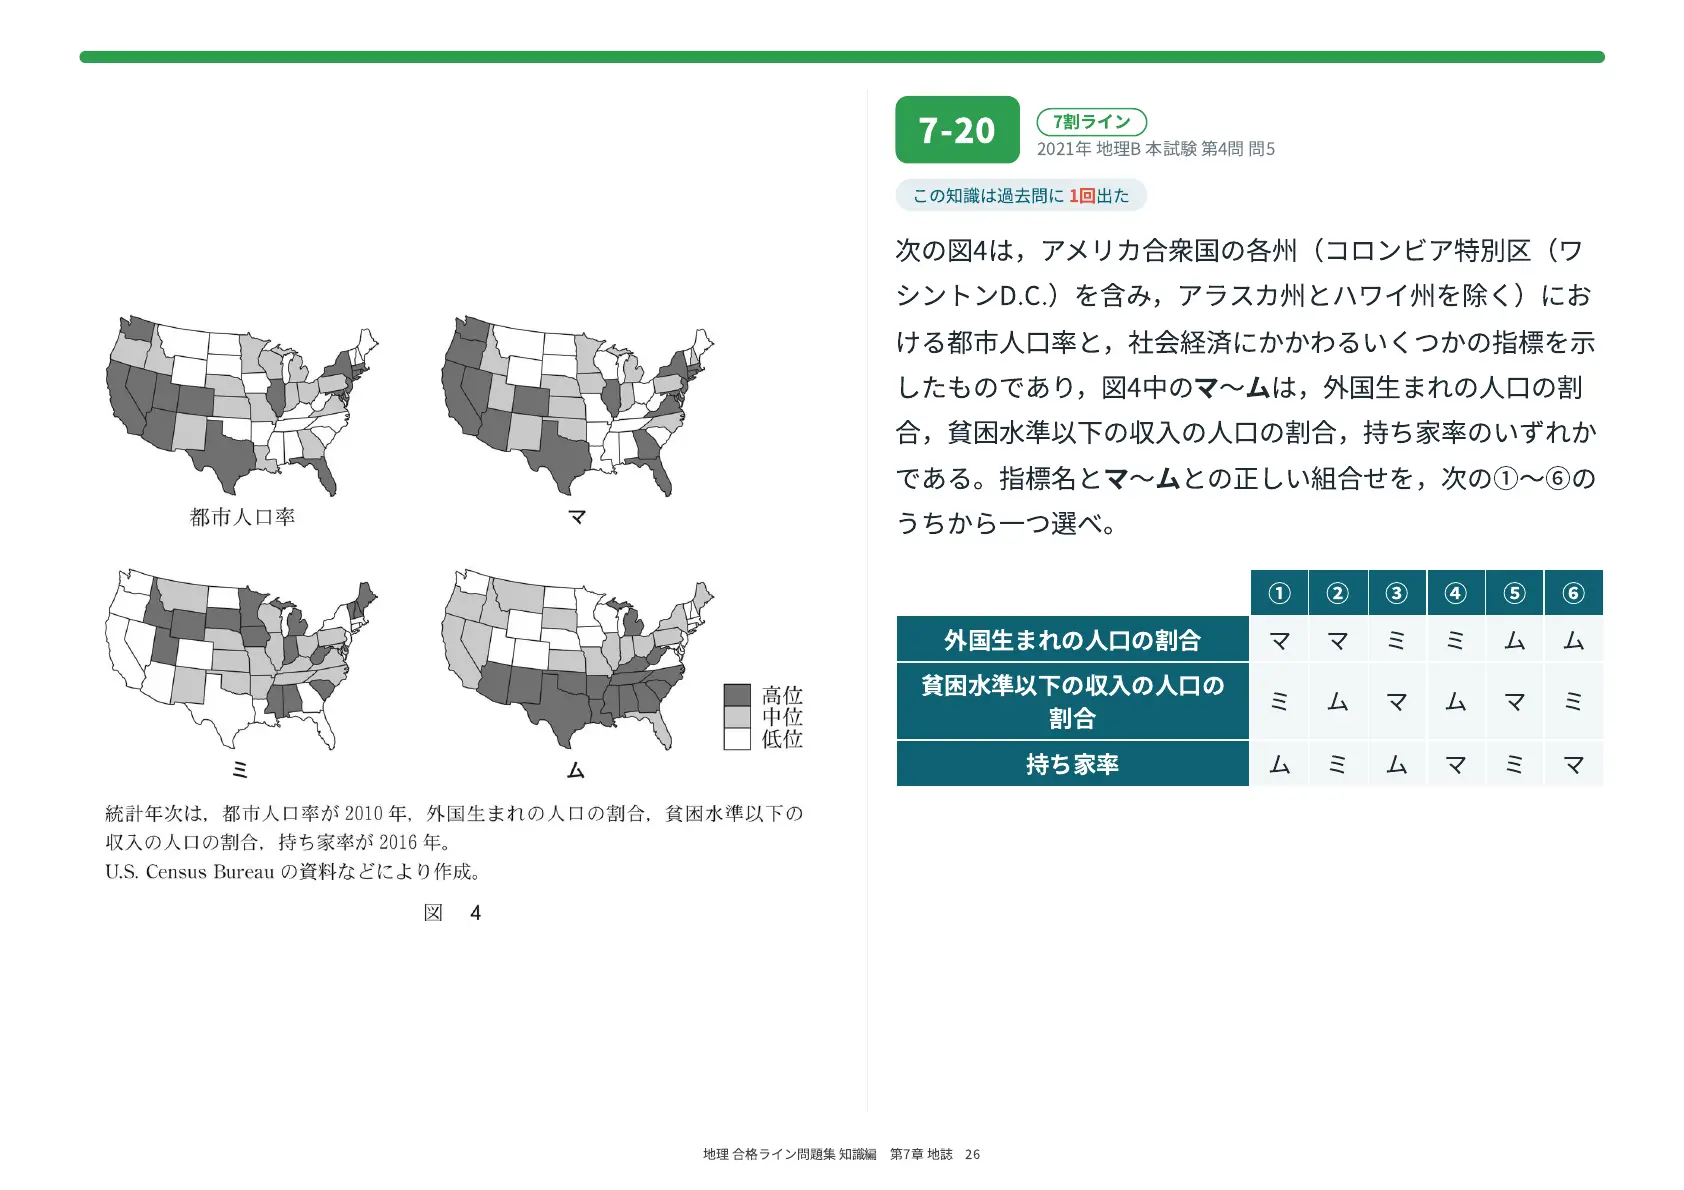 都市人口率
マ
ミ
ム
高位
中位
低位
統計年次は，都市人口率が 2010 年，外国生まれの人口の割合，貧困水準以下の
収入の人口の割合，持ち家率が 2016 年。
U.S. Census Bureau の資料などにより作成。
図　4
7-20
7割ライン
2021年 地理B 本試験 第4問 問5
この知識は過去問に 1回出た
次の図4は，アメリカ合衆国の各州（コロンビア特別区（ワ
シントンD.C.）を含み，アラスカ州とハワイ州を除く）にお
ける都市人口率と，社会経済にかかわるいくつかの指標を示
したものであり，図4中のマ～ムは，外国生まれの人口の割
合，貧困水準以下の収入の人口の割合，持ち家率のいずれか
である。指標名とマ～ムとの正しい組合せを，次の①～⑥の
うちから一つ選べ。
① ② ③ ④ ⑤ ⑥
外国生まれの人口の割合 マ マ ミ ミ ム ム
貧困水準以下の収入の人口の
割合 ミ ム マ ム マ ミ
持ち家率 ム ミ ム マ ミ マ
地理 合格ライン問題集 知識編　第7章 地誌　26